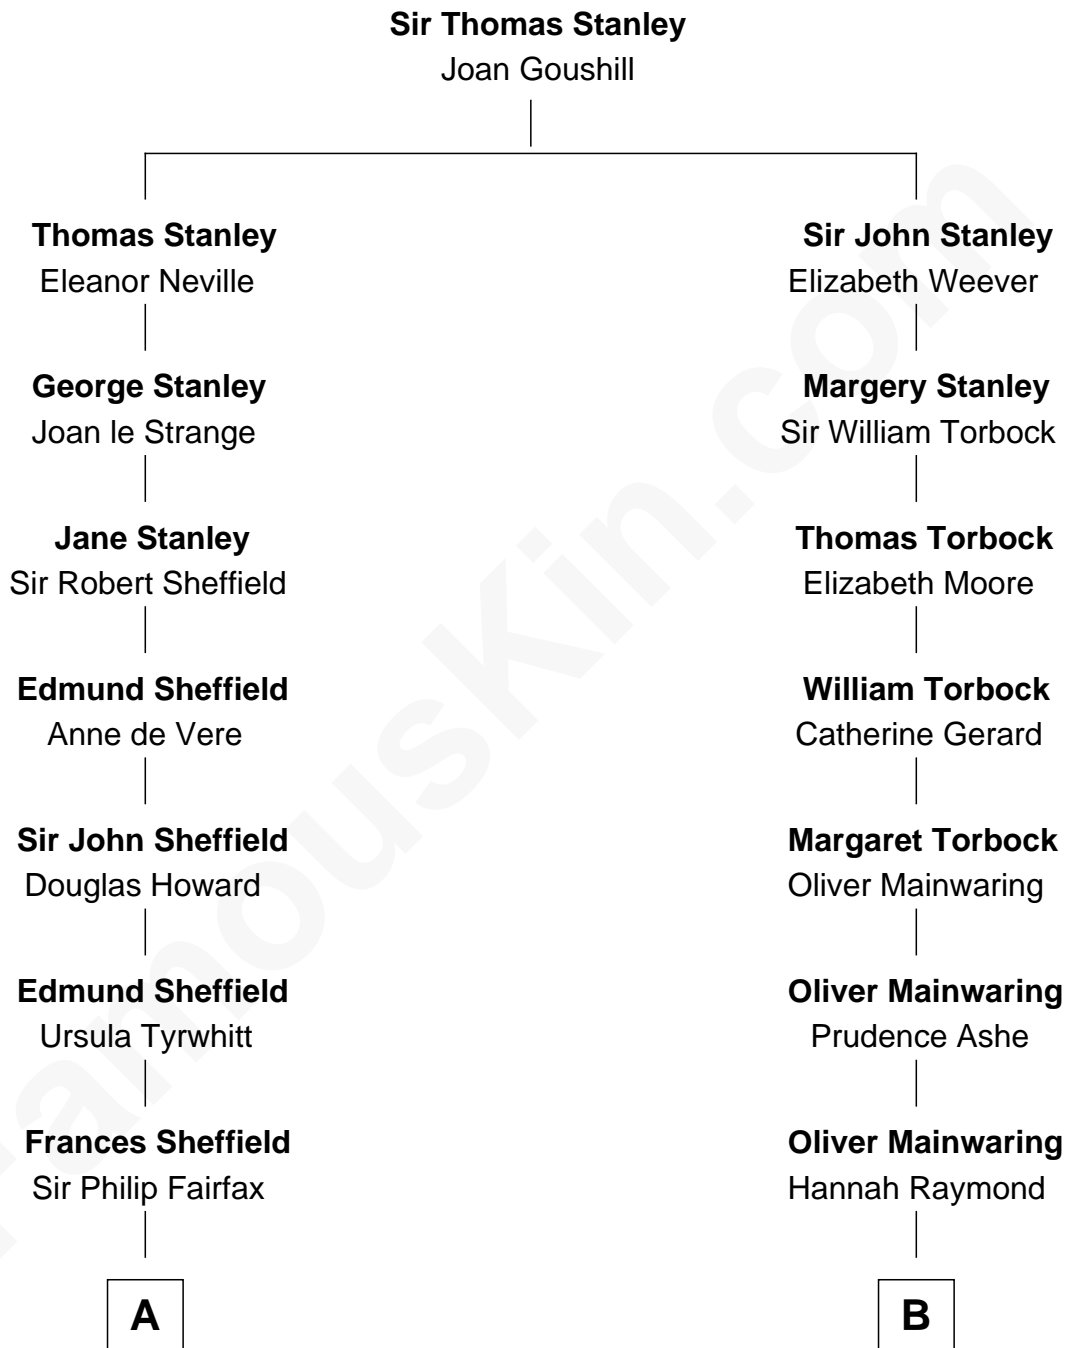 Sir Thomas Stanley
Joan Goushill
Thomas Stanley
Eleanor Neville
George Stanley
Joan le Strange
Jane Stanley
Sir Robert Sheffield
Edmund Sheffield
Anne de Vere
Sir John Sheffield
Douglas Howard
Edmund Sheffield
Ursula Tyrwhitt
Frances Sheffield
Sir Philip Fairfax
A
Sir John Stanley
Elizabeth Weever
Margery Stanley
Sir William Torbock
Thomas Torbock
Elizabeth Moore
William Torbock
Catherine Gerard
Margaret Torbock
Oliver Mainwaring
Oliver Mainwaring
Prudence Ashe
Oliver Mainwaring
Hannah Raymond
B
FamousKin.com